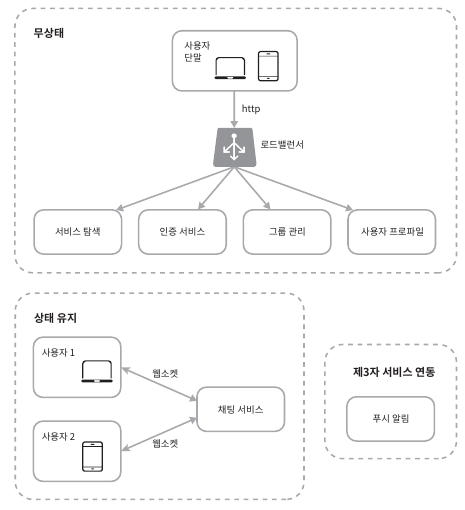 무상태
사용자
단말
http
로드밸런서
서비스 탐색
인증 서비스
그룹 관리
사용자 프로파일
상태 유지
사용자 1
웹소켓
채팅 서비스
사용자 2
웹소켓
제3자 서비스 연동
푸시 알림